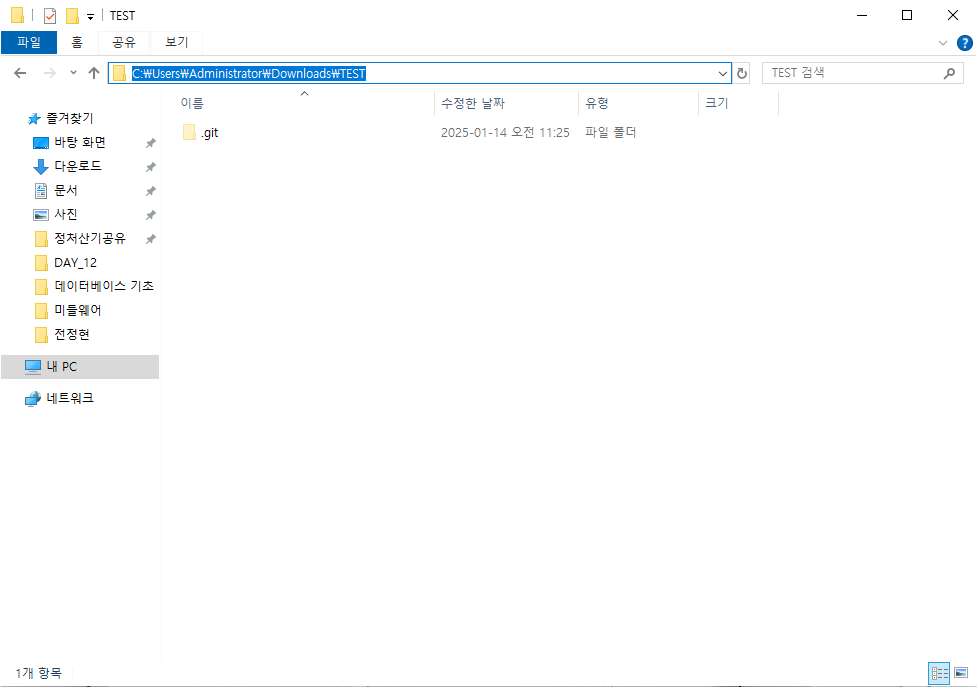 TEST
파일 홈 공유 보기
C:₩Users₩Administrator₩Downloads₩TEST
TEST 검색
이름 수정한 날짜 유형 크기
.git 2025-01-14 오전 11:25 파일 폴더
즐겨찾기
바탕 화면
다운로드
문서
사진
정처산기공유
DAY_12
데이터베이스 기초
미들웨어
전정현
내 PC
네트워크
1개 항목